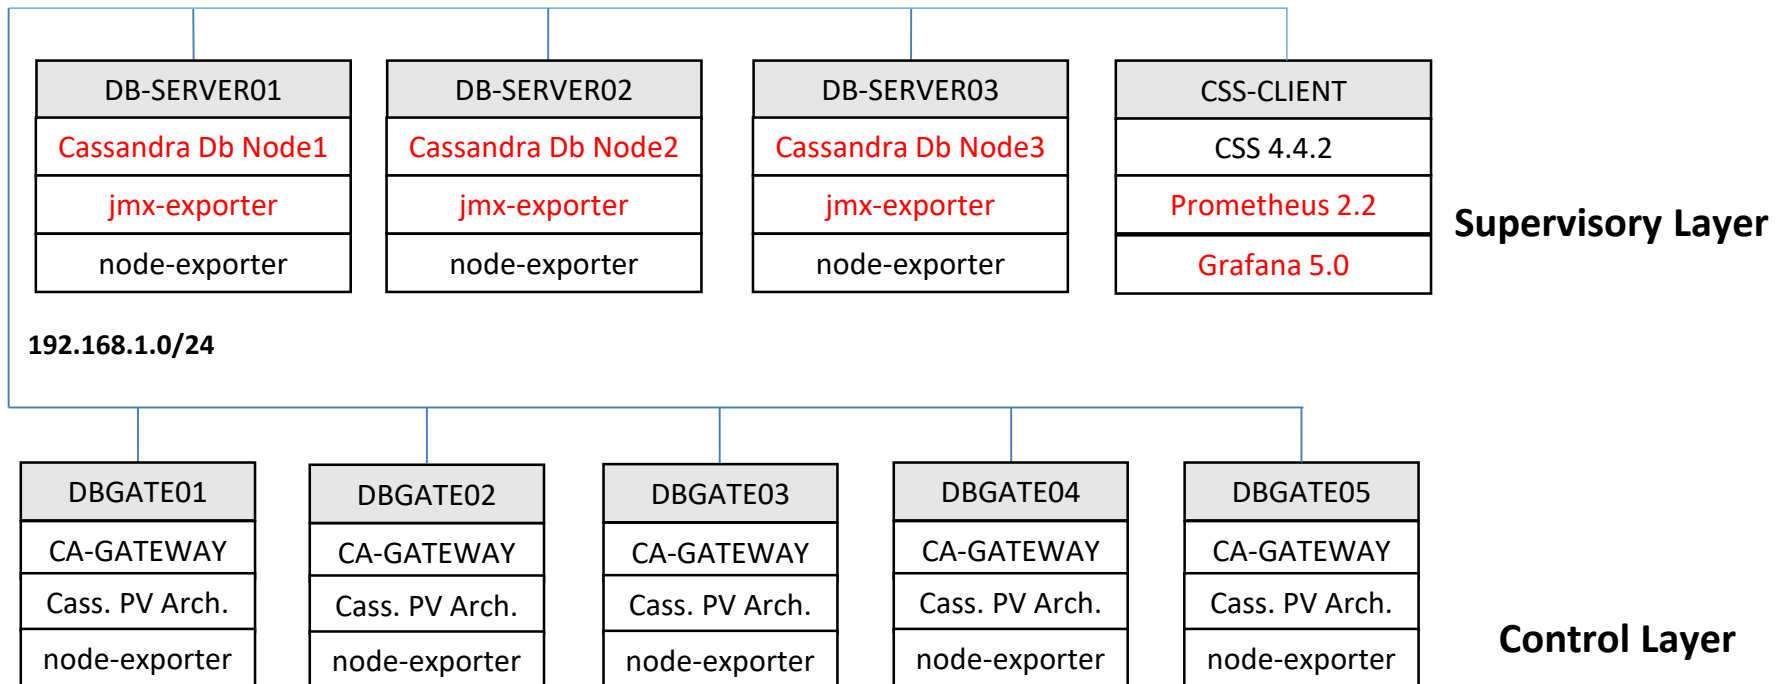 DB-SERVER01
Cassandra Db Node1
jmx-exporter
node-exporter
DB-SERVER02
Cassandra Db Node2
jmx-exporter
node-exporter
DB-SERVER03
Cassandra Db Node3
jmx-exporter
node-exporter
CSS-CLIENT
CSS 4.4.2
Prometheus 2.2
Grafana 5.0
Supervisory Layer
192.168.1.0/24
DBGATE01
CA-GATEWAY
Cass. PV Arch.
node-exporter
DBGATE02
CA-GATEWAY
Cass. PV Arch.
node-exporter
DBGATE03
CA-GATEWAY
Cass. PV Arch.
node-exporter
DBGATE04
CA-GATEWAY
Cass. PV Arch.
node-exporter
DBGATE05
CA-GATEWAY
Cass. PV Arch.
node-exporter
Control Layer